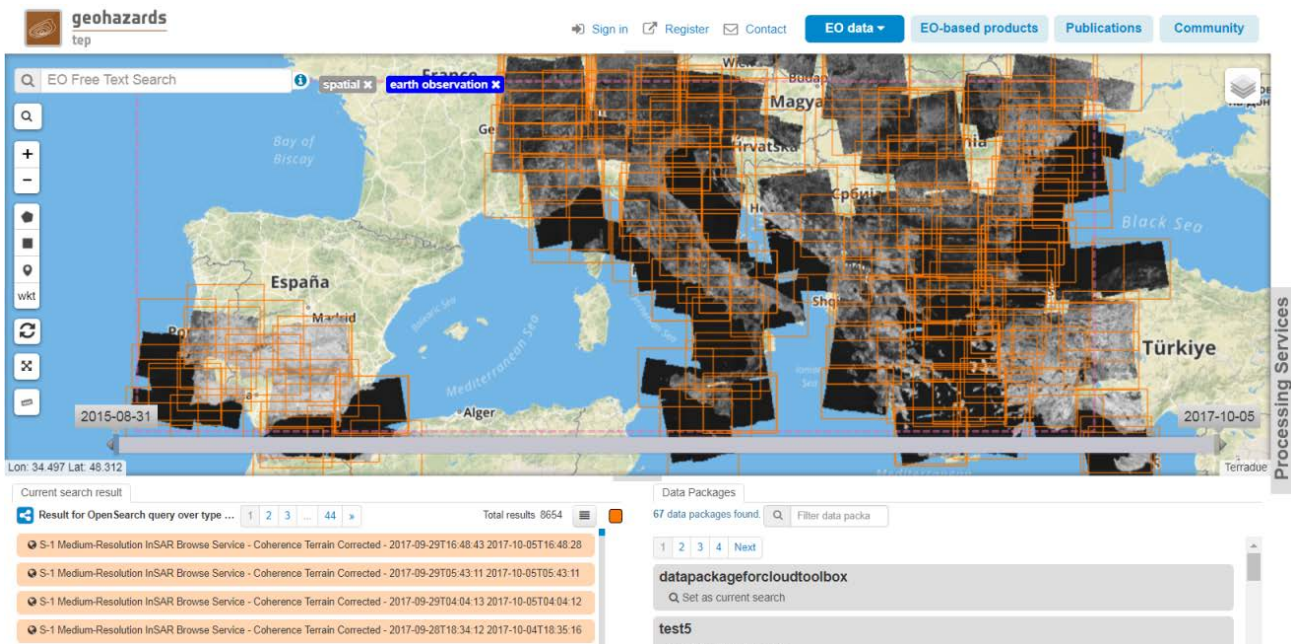 geohazards
tep
Sign in Register Contact EO data EO-based products Publications Community
EO Free Text Search
spatial × earth observation ×
France
Magya
Bay of
Biscay
Hrvatska
Србија
Black Sea
España
Madrid
Balearic Sea
Mediterranean Sea
Shqi
Türkiye
wkt
Alger
2015-08-31
2017-10-05
Lon: 34.497 Lat: 48.312
Terradue
Processing Services
Current search result
Result for OpenSearch query over type ... 1 2 3 ... 44 » Total results 8654
S-1 Medium-Resolution InSAR Browse Service - Coherence Terrain Corrected - 2017-09-29T16:48:43 2017-10-05T16:48:28
S-1 Medium-Resolution InSAR Browse Service - Coherence Terrain Corrected - 2017-09-29T05:43:11 2017-10-05T05:43:11
S-1 Medium-Resolution InSAR Browse Service - Coherence Terrain Corrected - 2017-09-29T04:04:13 2017-10-05T04:04:12
S-1 Medium-Resolution InSAR Browse Service - Coherence Terrain Corrected - 2017-09-28T18:34:12 2017-10-04T18:35:16
Data Packages
67 data packages found. Filter data packa
1 2 3 4 Next
datapackageforcloudtoolbox
Set as current search
test5